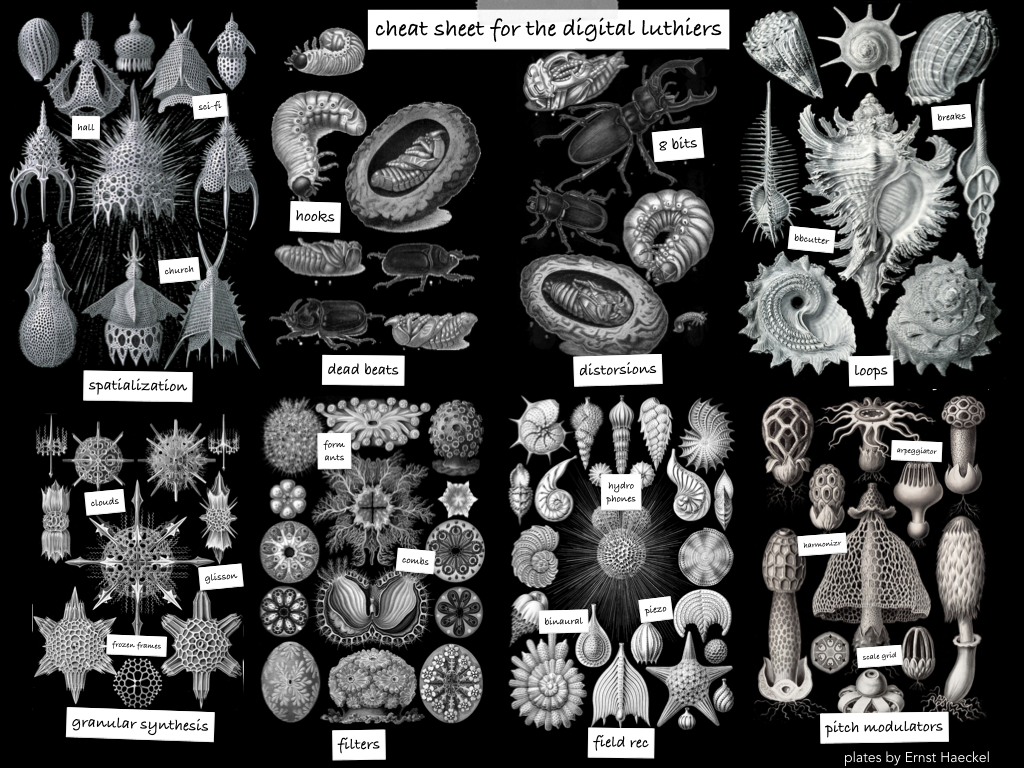 cheat sheet for the digital luthiers
hall
sci-fi
church
spatialization
hooks
dead beats
8 bits
distorsions
breaks
bbcutter
loops
clouds
glisson
frozen frames
granular synthesis
form
ants
combs
filters
hydro
phones
binaural
piezo
field rec
arpeggiator
harmonizr
scale grid
pitch modulators
plates by Ernst Haeckel